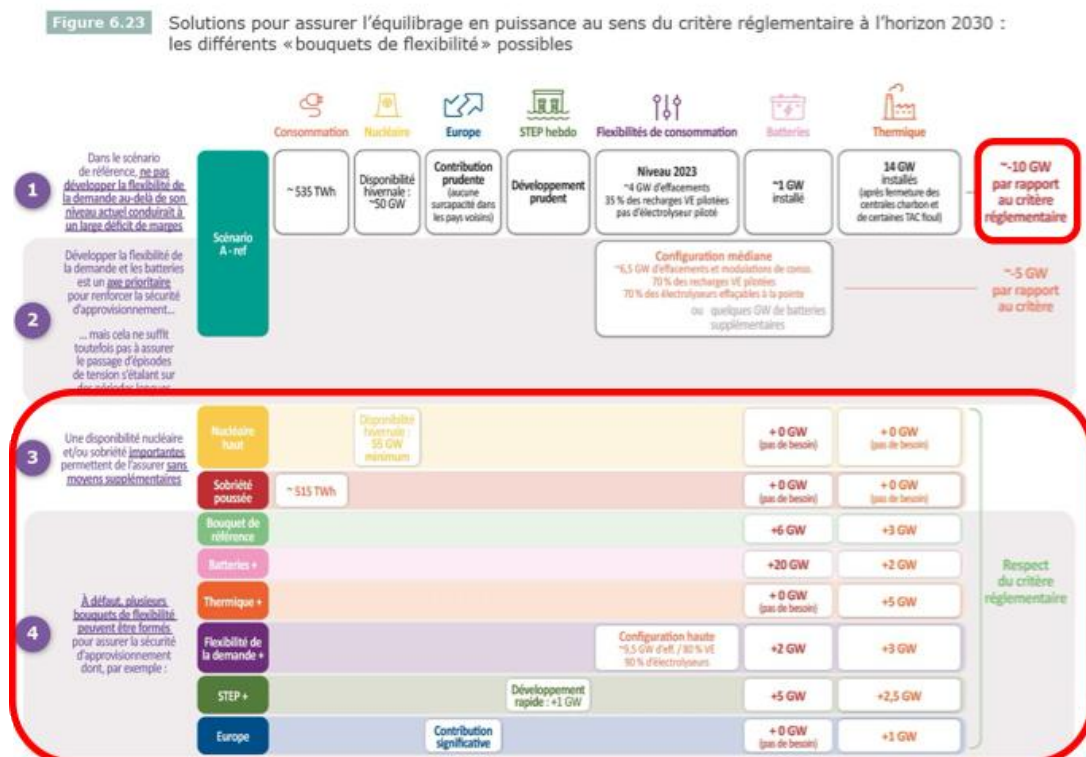 Figure 6.23 Solutions pour assurer l'équilibrage en puissance au sens du critère réglementaire à l'horizon 2030 :
les différents «bouquets de flexibilité» possibles
Consommation
Nucléaire
Europe
STEP hebdo
Flexibilités de consommation
Batteries
Thermique
1
Dans le scénario
de référence, ne pas
développer la flexibilité de
la demande au-delà de son
niveau actuel conduirait à
un large déficit de marges
Scénario
A - ref
~ 535 TWh
Disponibilité
hivernale :
~50 GW
Contribution
prudente
(aucune
surcapacité dans
les pays voisins)
Développement
prudent
Niveau 2023
~4 GW d'effacements
35 % des recharges VE pilotées
pas d'électrolyseur piloté
~1 GW
installé
14 GW
installés
(après fermeture des
centrales charbon et
de certaines TAC fioul)
~-10 GW
par rapport
au critère
réglementaire
2
Développer la flexibilité de
la demande et les batteries
est un axe prioritaire
pour renforcer la sécurité
d'approvisionnement...
... mais cela ne suffit
toutefois pas à assurer
le passage d'épisodes
de tension s'étalant sur
des périodes longues
Configuration médiane
~6,5 GW d'effacements et modulations de conso.
70 % des recharges VE pilotées
70 % des électrolyseurs effaçables à la pointe
ou quelques GW de batteries
supplémentaires
~-5 GW
par rapport
au critère
3
Une disponibilité nucléaire
et/ou sobriété importantes
permettent de l'assurer sans
moyens supplémentaires
Nucléaire
haut
Disponibilité
hivernale :
55 GW
minimum
+ 0 GW
(pas de besoin)
+ 0 GW
(pas de besoin)
Sobriété
poussée
~ 515 TWh
+ 0 GW
(pas de besoin)
+ 0 GW
(pas de besoin)
4
À défaut, plusieurs
bouquets de flexibilité
peuvent être formés
pour assurer la sécurité
d'approvisionnement
dont, par exemple :
Bouquet de
référence
+6 GW
+3 GW
Batteries +
+20 GW
+2 GW
Thermique +
+ 0 GW
(pas de besoin)
+5 GW
Flexibilité de
la demande +
Configuration haute
~9,5 GW d'eff. / 80 % VE
90 % d'électrolyseurs
+2 GW
+3 GW
STEP +
Développement
rapide : +1 GW
+5 GW
+2,5 GW
Europe
Contribution
significative
+ 0 GW
(pas de besoin)
+1 GW
Respect
du critère
réglementaire